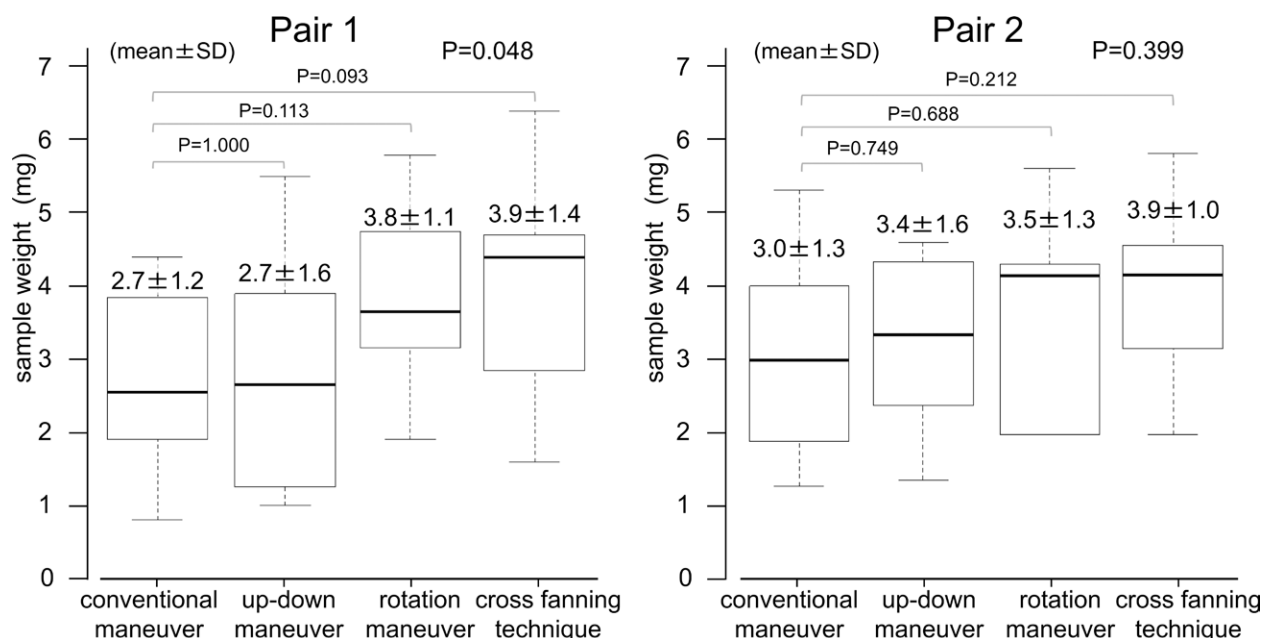 Pair 1
(mean±SD)
P=0.048
P=0.093
P=0.113
P=1.000
sample weight (mg)
7
6
5
4
3
2
1
0
2.7±1.2
2.7±1.6
3.8±1.1
3.9±1.4
conventional maneuver
up-down maneuver
rotation maneuver
cross fanning technique
Pair 2
(mean±SD)
P=0.399
P=0.212
P=0.688
P=0.749
sample weight (mg)
7
6
5
4
3
2
1
0
3.0±1.3
3.4±1.6
3.5±1.3
3.9±1.0
conventional maneuver
up-down maneuver
rotation maneuver
cross fanning technique